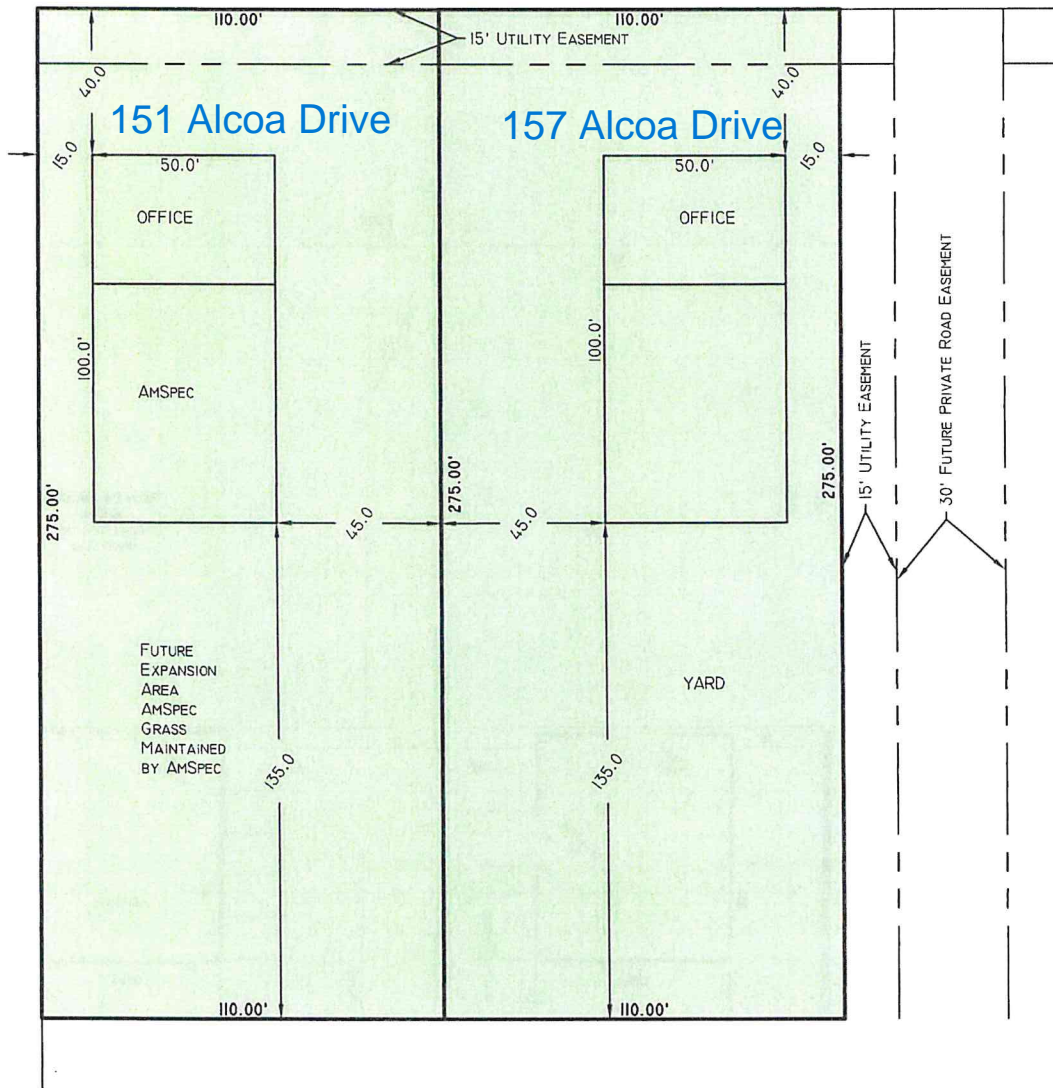 110.00'
110.00'
15' UTILITY EASEMENT
40.0
40.0
151 Alcoa Drive
157 Alcoa Drive
15.0
50.0'
50.0'
15.0
OFFICE
OFFICE
100.0'
AMSPEC
100.0'
275.00'
45.0
275.00'
45.0
275.00'
15' UTILITY EASEMENT
30' FUTURE PRIVATE ROAD EASEMENT
FUTURE
EXPANSION
AREA
AMSPEC
GRASS
MAINTAINED
BY AMSPEC
YARD
135.0
135.0
110.00'
110.00'